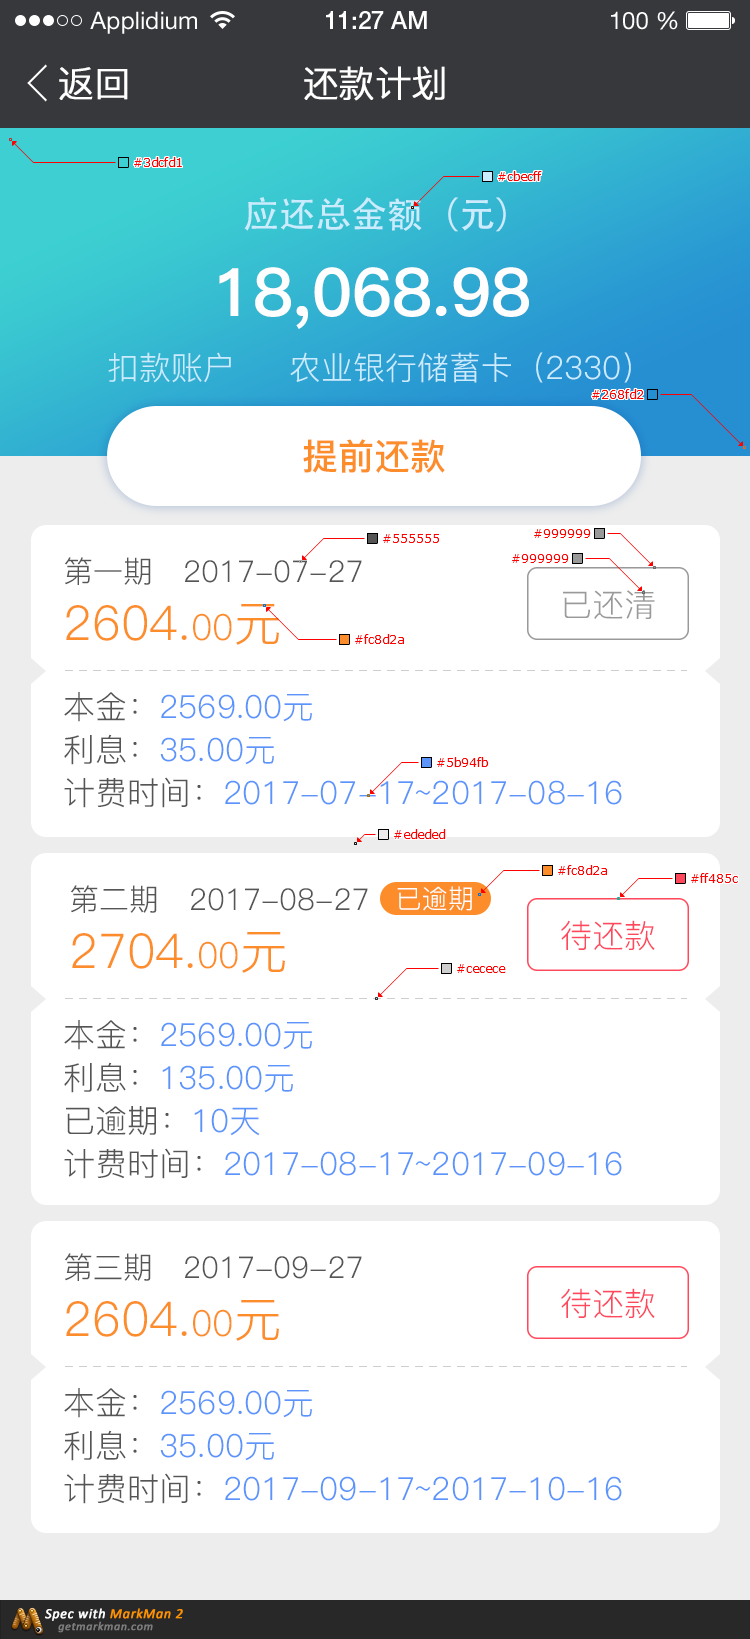 Applidium 11:27 AM 100 %
返回 还款计划
#3dcfd1
#cbecff
应还总金额（元）
18,068.98
扣款账户 农业银行储蓄卡（2330）
#268fd2
提前还款
#555555
#999999
#999999
第一期 2017-07-27
已还清
2604.00元
#fc8d2a
本金：2569.00元
利息：35.00元
#5b94fb
计费时间：2017-07-17~2017-08-16
#ededed
#fc8d2a
#ff485c
第二期 2017-08-27 已逾期
待还款
2704.00元
#cecece
本金：2569.00元
利息：135.00元
已逾期：10天
计费时间：2017-08-17~2017-09-16
第三期 2017-09-27
待还款
2604.00元
本金：2569.00元
利息：35.00元
计费时间：2017-09-17~2017-10-16
Spec with MarkMan 2
getmarkman.com